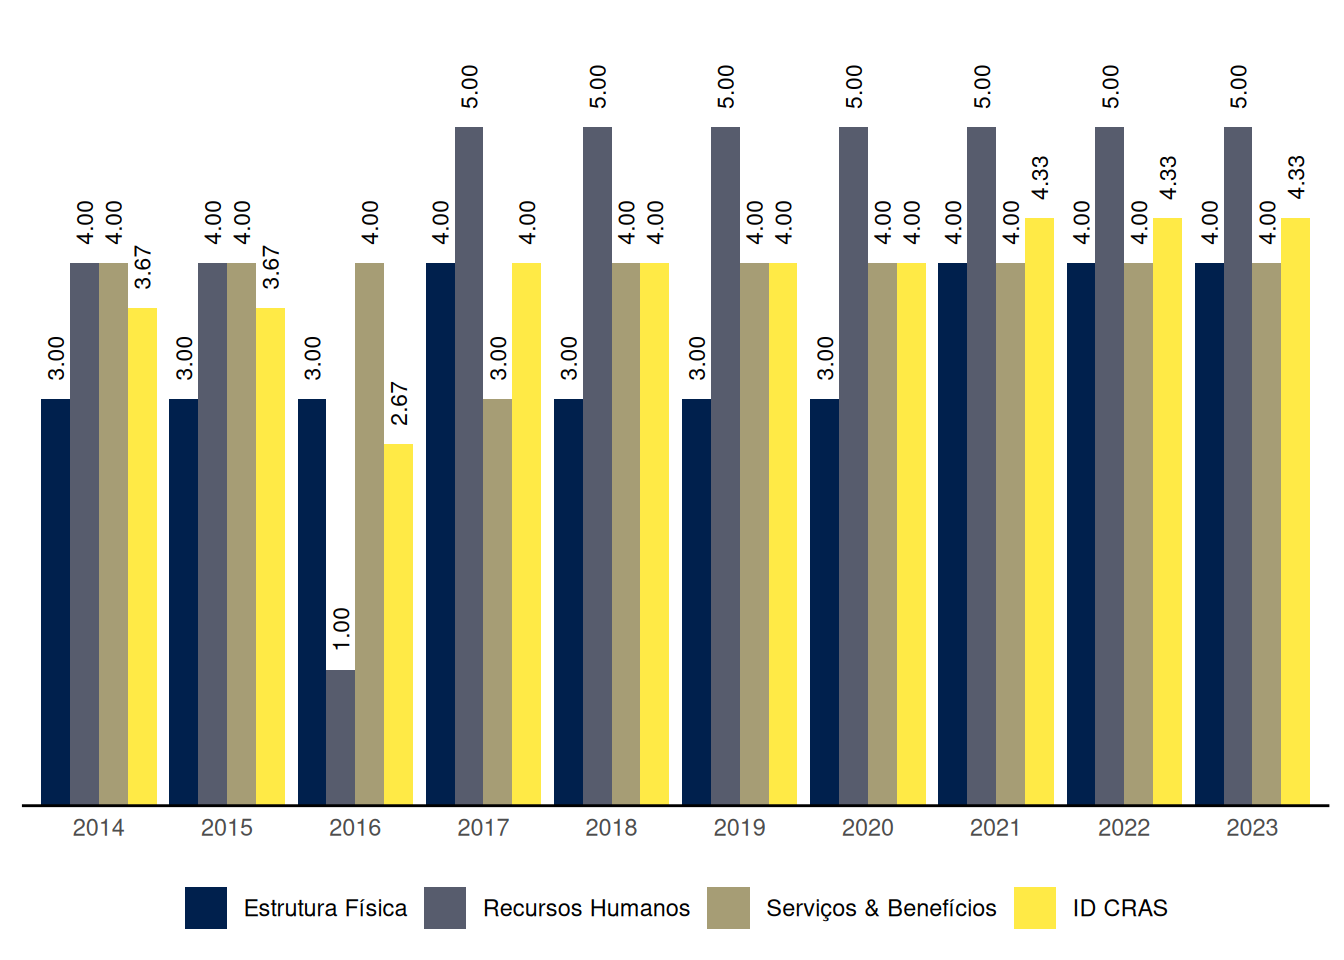 5.00 5.00 5.00 5.00 5.00 5.00 5.00
4.33 4.33 4.33
4.00 4.00 4.00 4.00 4.00 4.00 4.00 4.00 4.00 4.00 4.00 4.00 4.00 4.00 4.00 4.00 4.00 4.00 4.00
3.67 3.67
3.00 3.00 3.00 3.00 3.00 3.00 3.00
2.67
1.00
2014 2015 2016 2017 2018 2019 2020 2021 2022 2023
Estrutura Física Recursos Humanos Serviços & Benefícios ID CRAS